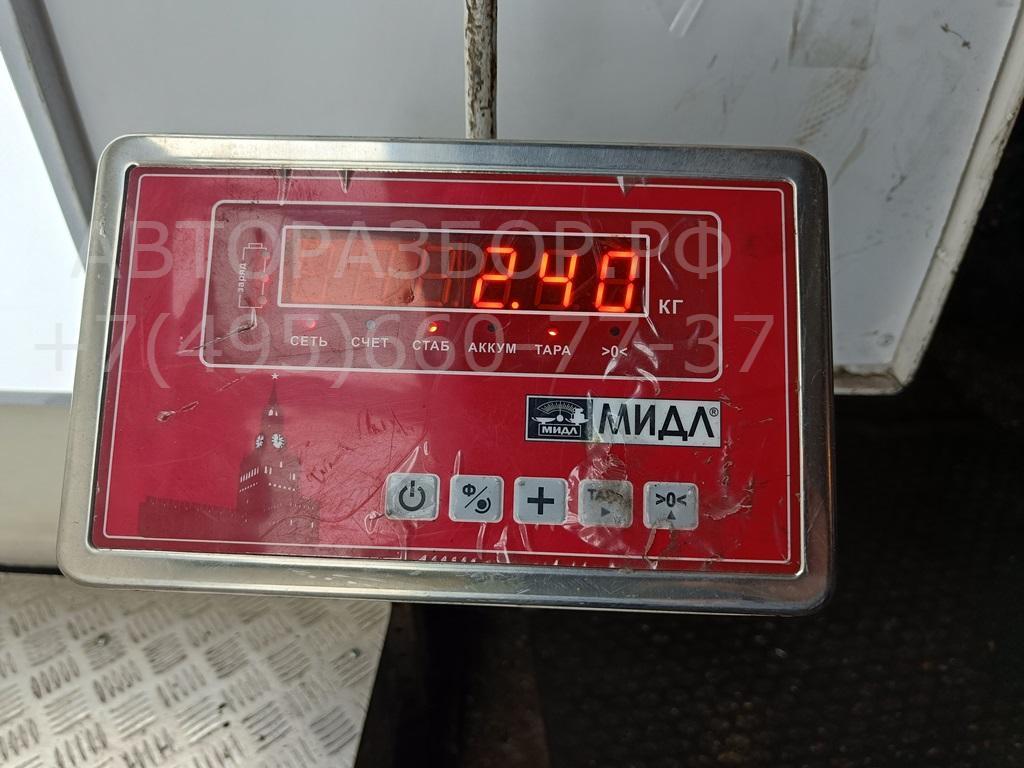 АВТОРАЗБОР.РФ
+7(495)660-77-37
заряд
2.40
КГ
СЕТЬ СЧЕТ СТАБ АККУМ ТАРА >0<
МИДЛ МИДЛ®
Ф/ + ТАРА >0<